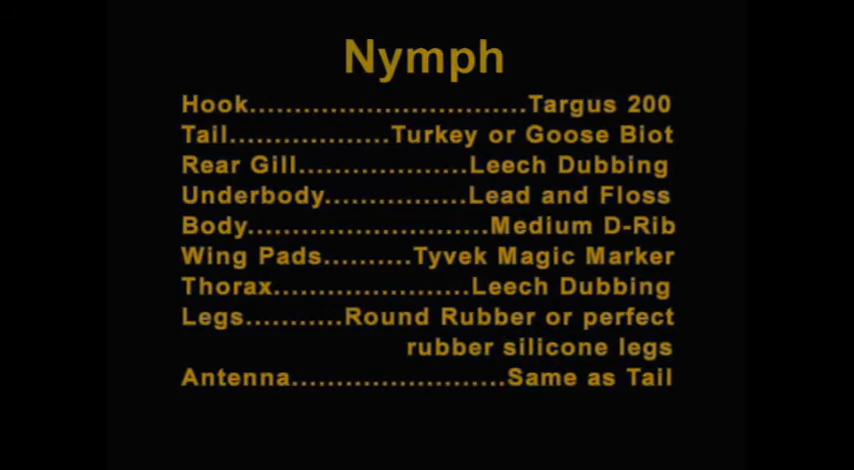 Nymph
Hook...............................Targus 200
Tail..................Turkey or Goose Biot
Rear Gill...................Leech Dubbing
Underbody................Lead and Floss
Body...........................Medium D-Rib
Wing Pads..........Tyvek Magic Marker
Thorax......................Leech Dubbing
Legs...........Round Rubber or perfect
rubber silicone legs
Antenna........................Same as Tail